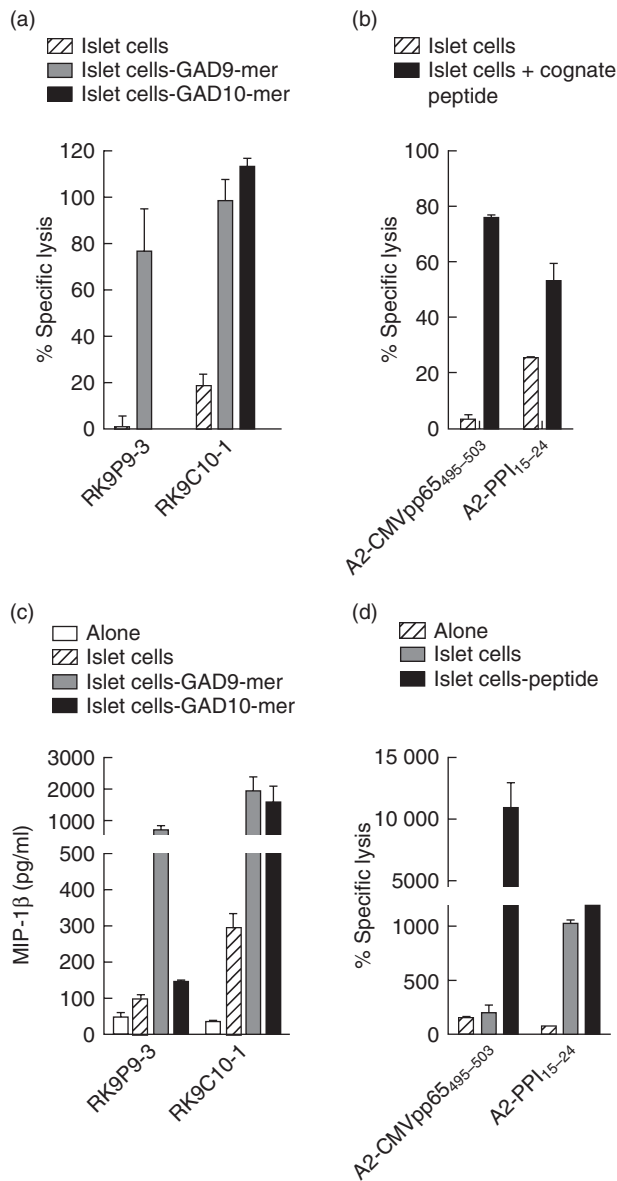 (a)
Islet cells
Islet cells-GAD9-mer
Islet cells-GAD10-mer
120
100
80
60
40
20
0
% Specific lysis
RK9P9-3
RK9C10-1
(b)
Islet cells
Islet cells + cognate
peptide
100
80
60
40
20
0
% Specific lysis
A2-CMVpp65495–503
A2-PPI15–24
(c)
Alone
Islet cells
Islet cells-GAD9-mer
Islet cells-GAD10-mer
3000
2000
1000
500
300
200
100
0
MIP-1β (pg/ml)
RK9P9-3
RK9C10-1
(d)
Alone
Islet cells
Islet cells-peptide
15 000
10 000
5000
1000
500
0
% Specific lysis
A2-CMVpp65495–503
A2-PPI15–24